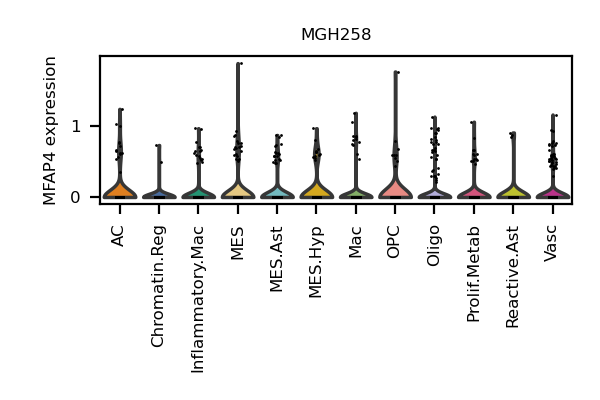 MGH258
MFAP4 expression
1
0
AC
Chromatin.Reg
Inflammatory.Mac
MES
MES.Ast
MES.Hyp
Mac
OPC
Oligo
Prolif.Metab
Reactive.Ast
Vasc